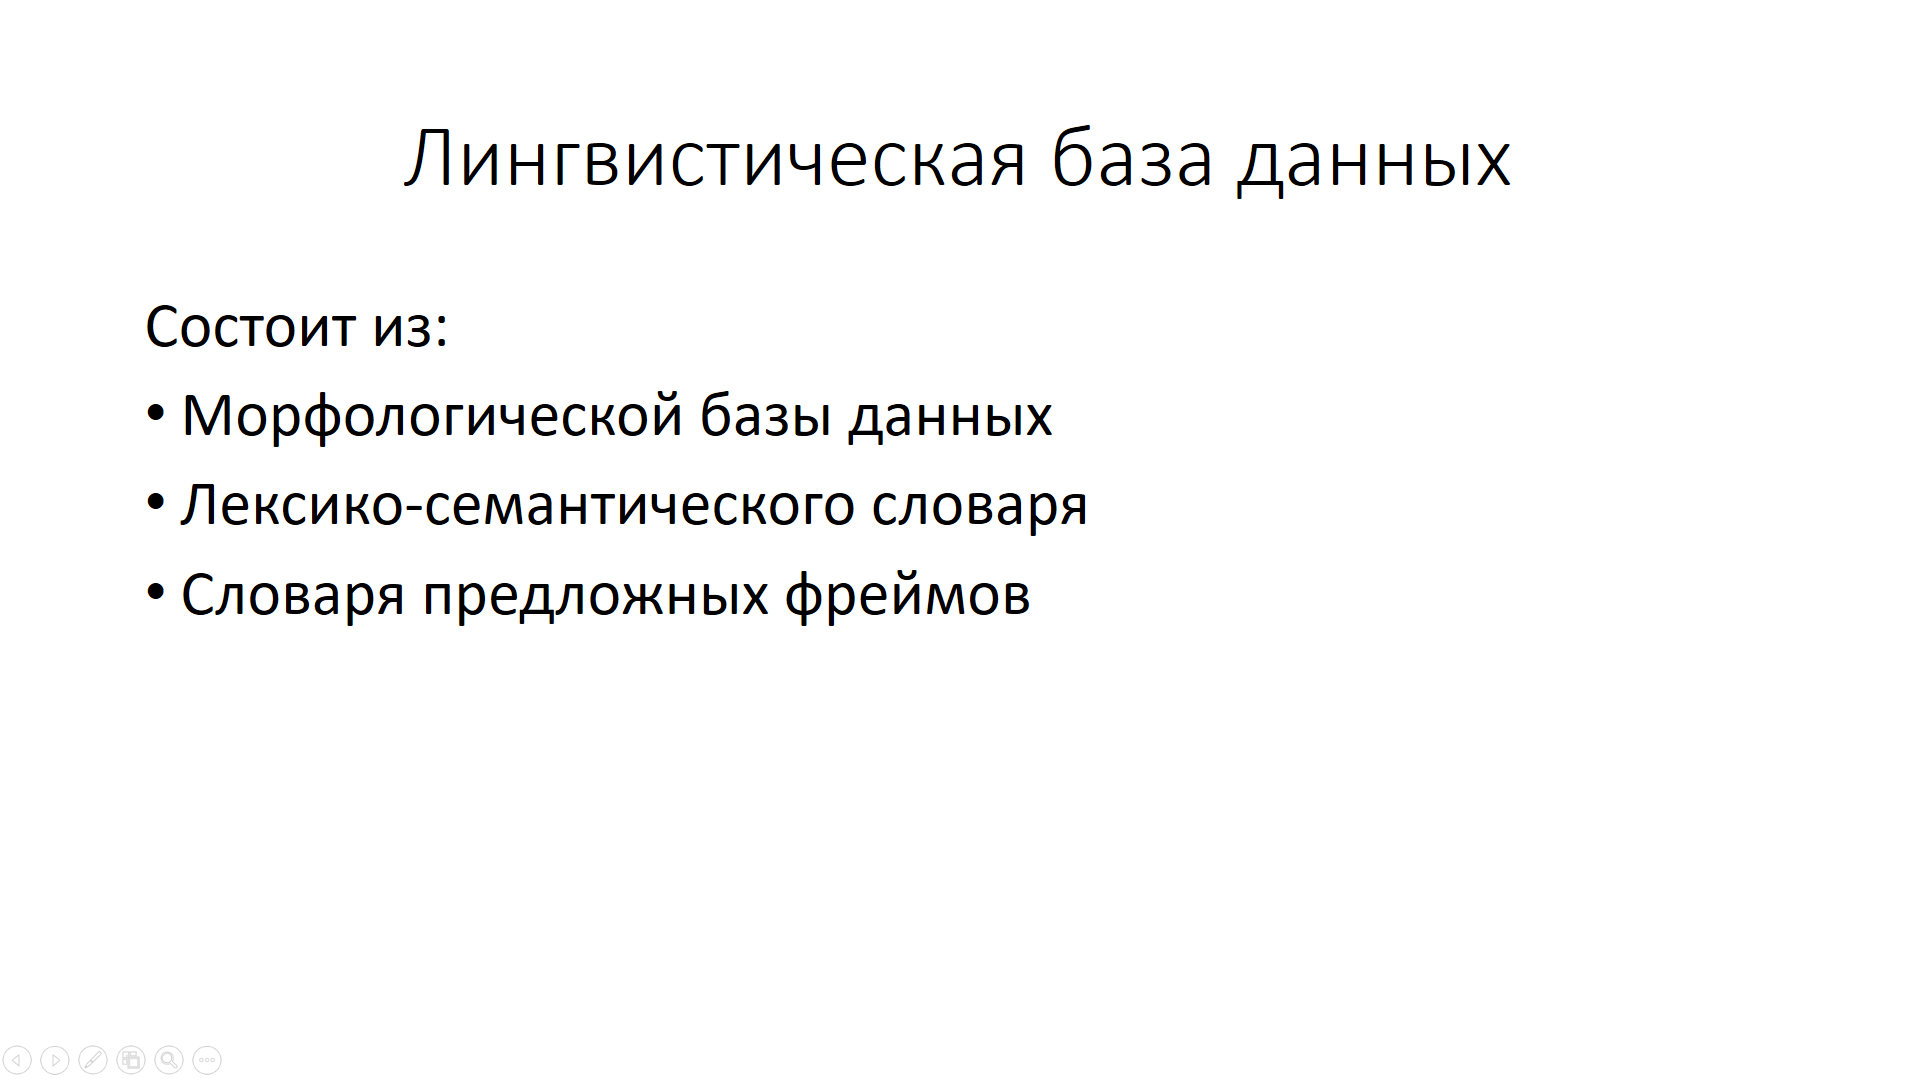 Лингвистическая база данных
Состоит из:
• Морфологической базы данных
• Лексико-семантического словаря
• Словаря предложных фреймов